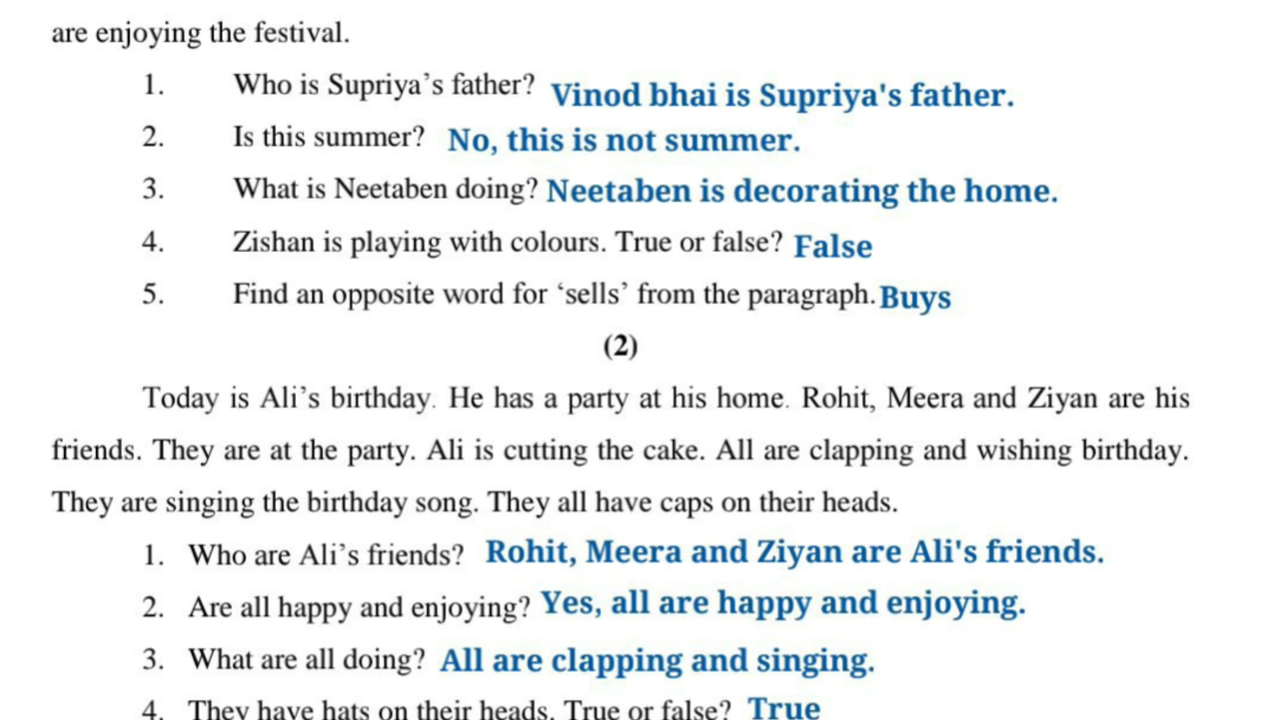 are enjoying the festival.
1. Who is Supriya's father? Vinod bhai is Supriya's father.
2. Is this summer? No, this is not summer.
3. What is Neetaben doing? Neetaben is decorating the home.
4. Zishan is playing with colours. True or false? False
5. Find an opposite word for ‘sells’ from the paragraph. Buys
(2)
Today is Ali’s birthday. He has a party at his home. Rohit, Meera and Ziyan are his
friends. They are at the party. Ali is cutting the cake. All are clapping and wishing birthday.
They are singing the birthday song. They all have caps on their heads.
1. Who are Ali’s friends? Rohit, Meera and Ziyan are Ali's friends.
2. Are all happy and enjoying? Yes, all are happy and enjoying.
3. What are all doing? All are clapping and singing.
4. They have hats on their heads. True or false? True